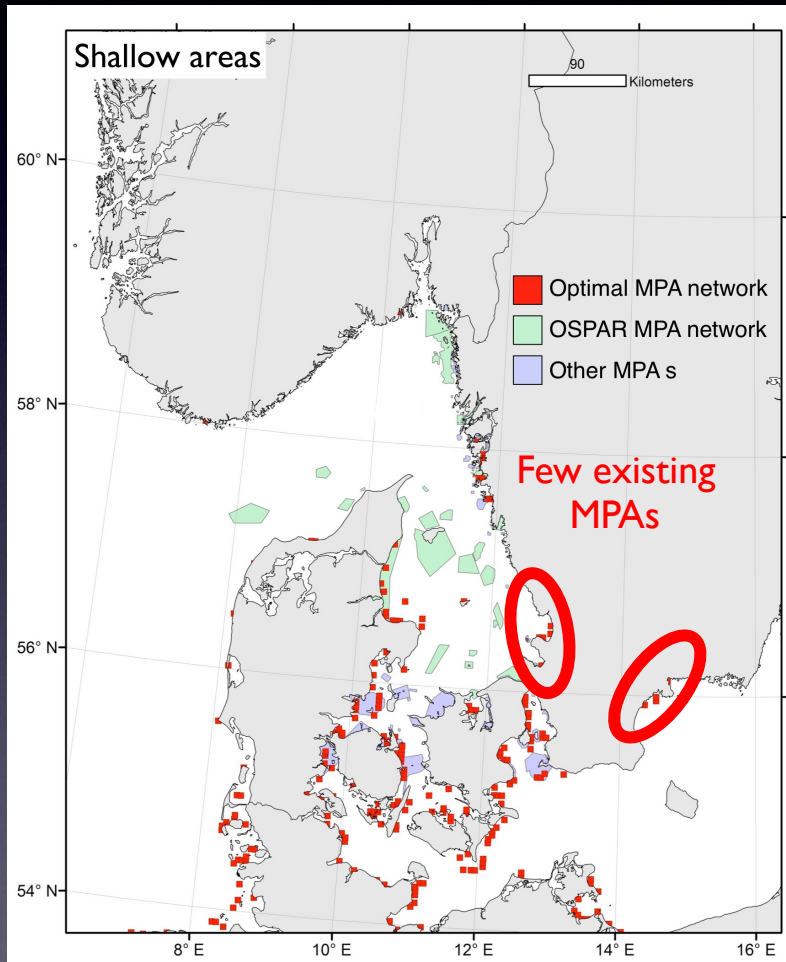 Shallow areas
90
Kilometers
60° N
Optimal MPA network
OSPAR MPA network
Other MPA s
58° N
Few existing
MPAs
56° N
54° N
8° E
10° E
12° E
14° E
16° E